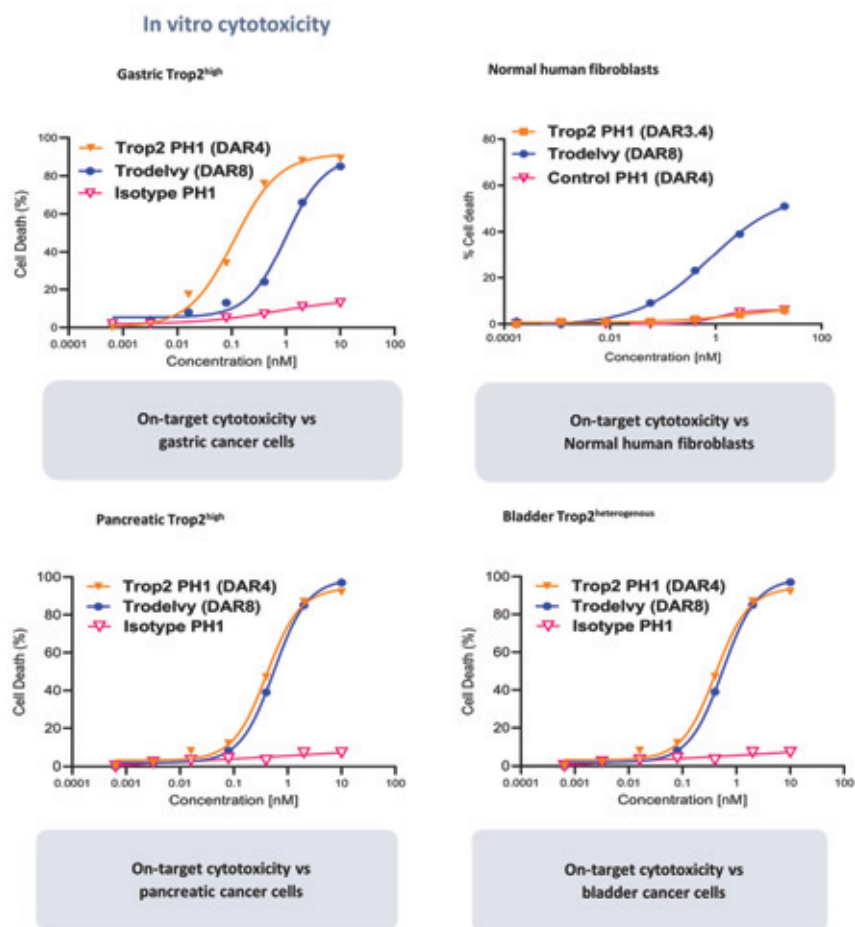 In vitro cytotoxicity
Gastric Trop2high
100
80
60
40
20
0
Cell Death (%)
Trop2 PH1 (DAR4)
Trodelvy (DAR8)
Isotype PH1
0.0001 0.001 0.01 0.1 1 10 100
Concentration [nM]
On-target cytotoxicity vs
gastric cancer cells
Normal human fibroblasts
80
60
40
20
0
% Cell death
Trop2 PH1 (DAR3.4)
Trodelvy (DAR8)
Control PH1 (DAR4)
0.0001 0.01 1 100
Concentration [nM]
On-target cytotoxicity vs
Normal human fibroblasts
Pancreatic Trop2high
100
80
60
40
20
0
Cell Death (%)
Trop2 PH1 (DAR4)
Trodelvy (DAR8)
Isotype PH1
0.0001 0.001 0.01 0.1 1 10 100
Concentration [nM]
On-target cytotoxicity vs
pancreatic cancer cells
Bladder Trop2heterogenous
100
80
60
40
20
0
Cell Death (%)
Trop2 PH1 (DAR4)
Trodelvy (DAR8)
Isotype PH1
0.0001 0.001 0.01 0.1 1 10 100
Concentration [nM]
On-target cytotoxicity vs
bladder cancer cells